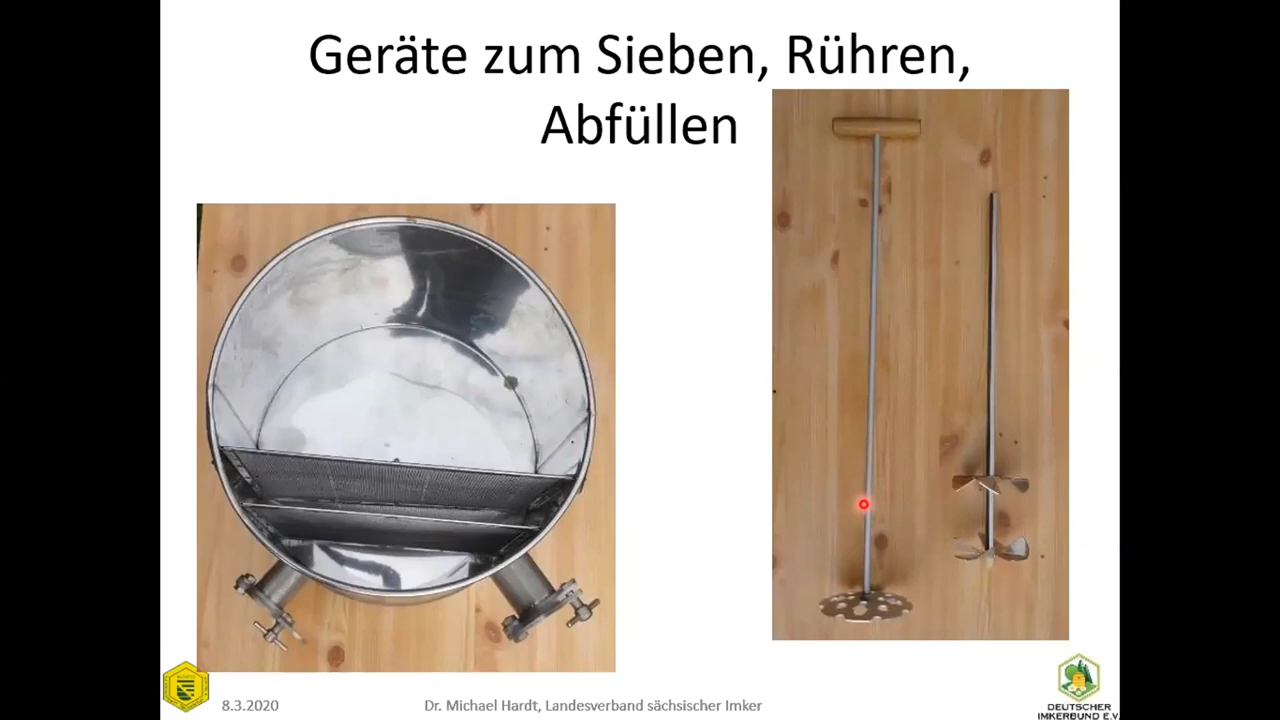 Geräte zum Sieben, Rühren,
Abfüllen
8.3.2020
Dr. Michael Hardt, Landesverband sächsischer Imker
DEUTSCHER
IMKERBUND E.V